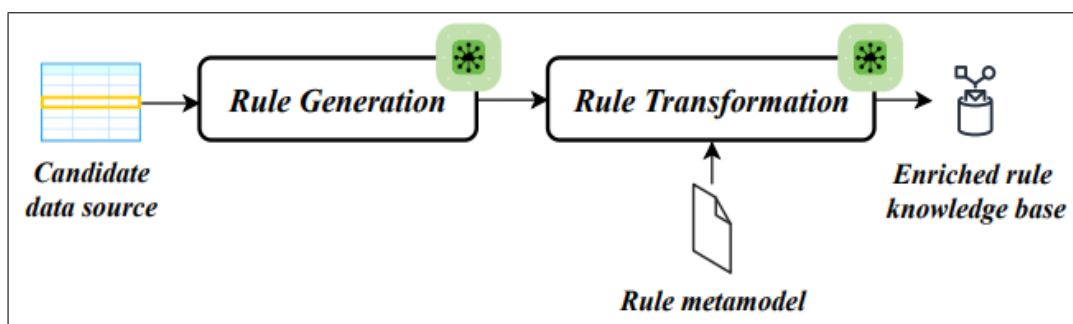 Rule Generation
Rule Transformation
Candidate
data source
Enriched rule
knowledge base
Rule metamodel